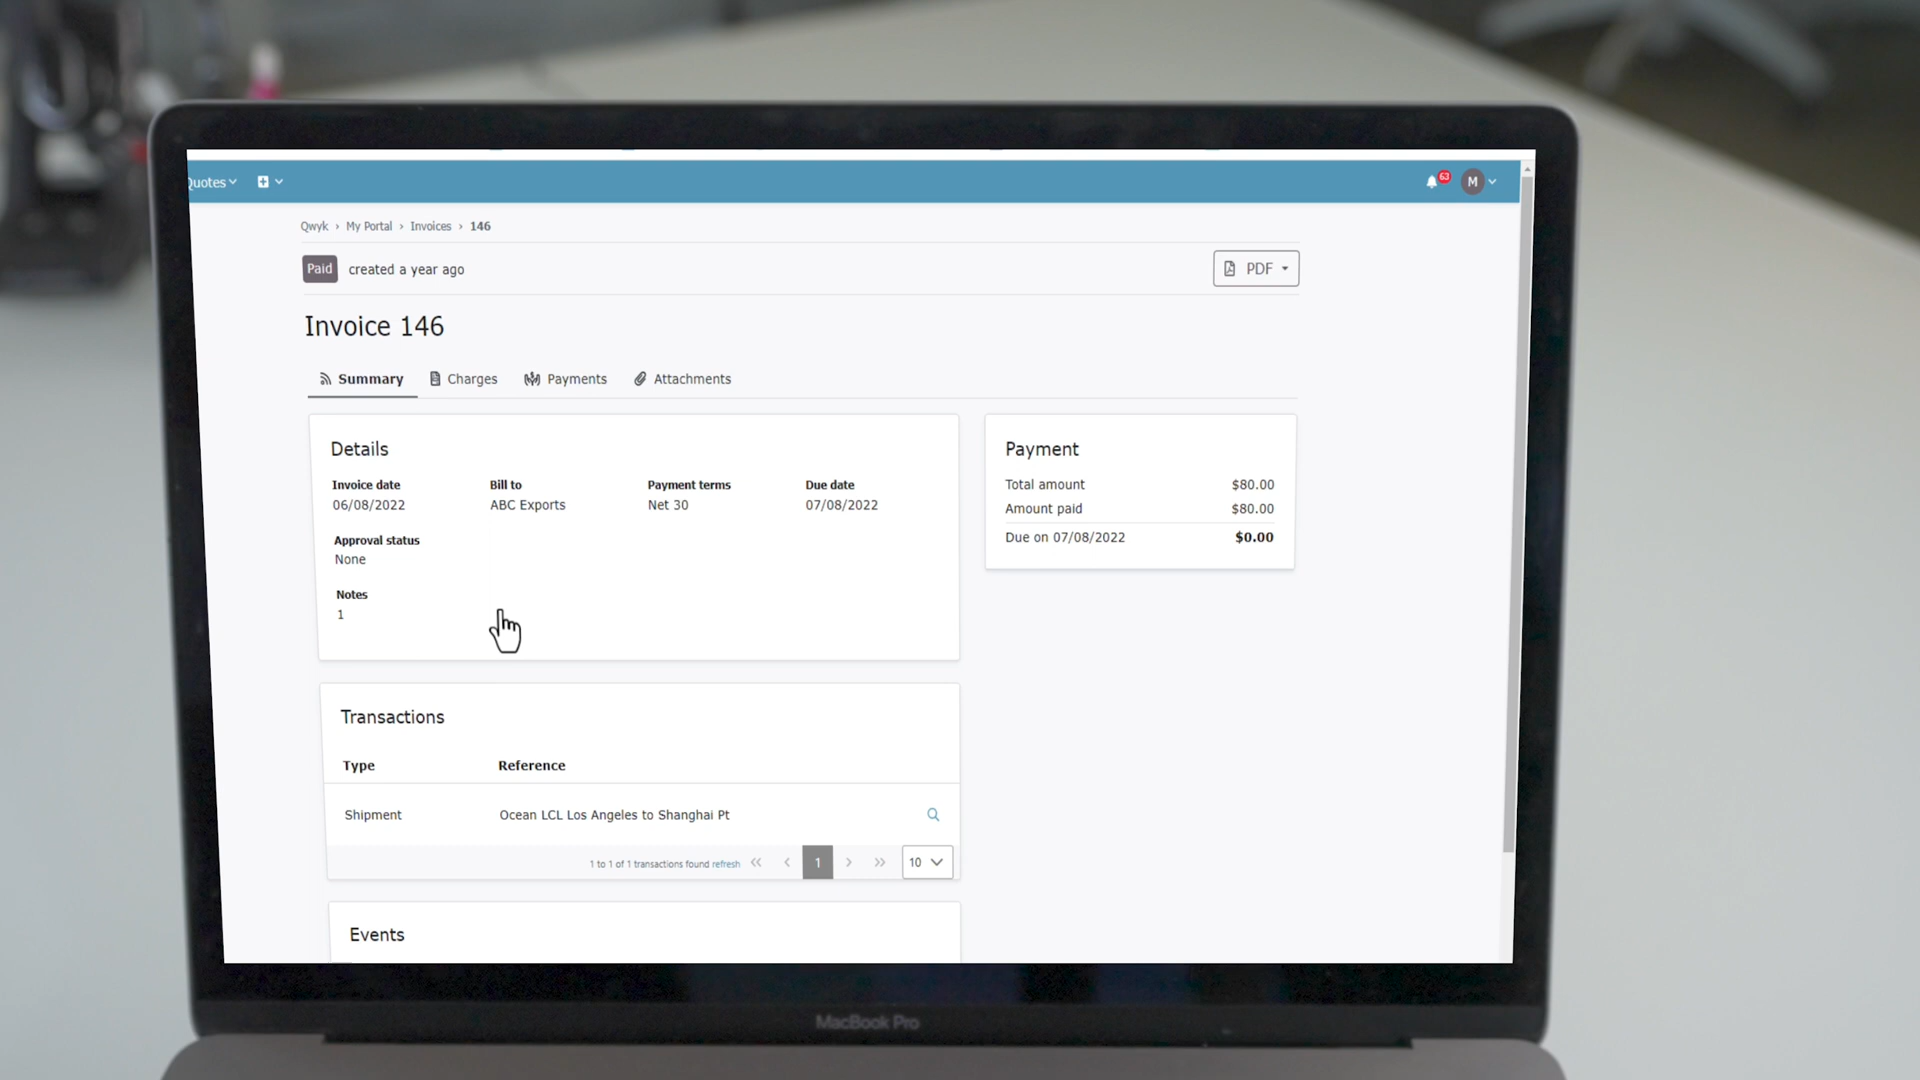 Quotes
63
M
Qwyk › My Portal › Invoices › 146
Paid created a year ago
PDF
Invoice 146
Summary Charges Payments Attachments
Details
Invoice date Bill to Payment terms Due date
06/08/2022 ABC Exports Net 30 07/08/2022
Approval status
None
Notes
1
Payment
Total amount $80.00
Amount paid $80.00
Due on 07/08/2022 $0.00
Transactions
Type Reference
Shipment Ocean LCL Los Angeles to Shanghai Pt
1 to 1 of 1 transactions found refresh « ‹ 1 › » 10
Events
MacBook Pro